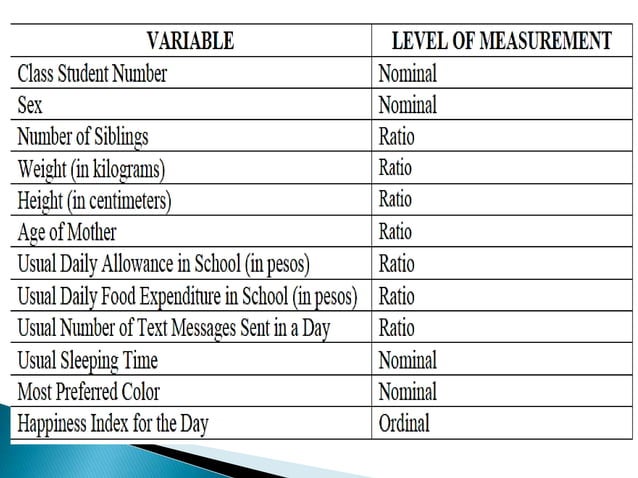 VARIABLE LEVEL OF MEASUREMENT
Class Student Number Nominal
Sex Nominal
Number of Siblings Ratio
Weight (in kilograms) Ratio
Height (in centimeters) Ratio
Age of Mother Ratio
Usual Daily Allowance in School (in pesos) Ratio
Usual Daily Food Expenditure in School (in pesos) Ratio
Usual Number of Text Messages Sent in a Day Ratio
Usual Sleeping Time Nominal
Most Preferred Color Nominal
Happiness Index for the Day Ordinal